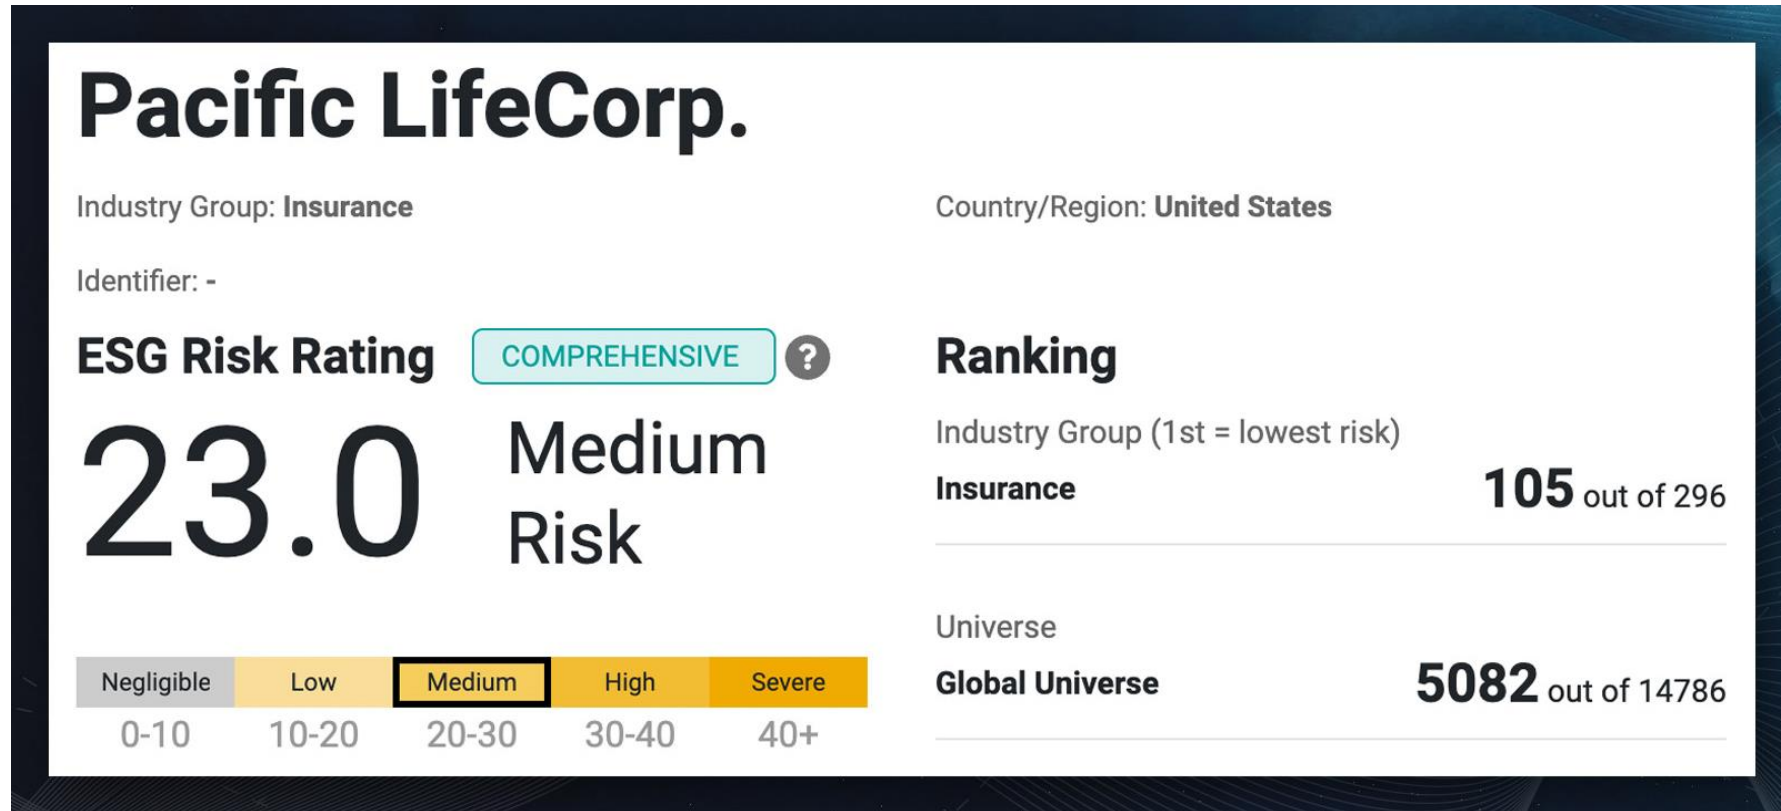 Pacific LifeCorp.
Industry Group: Insurance
Country/Region: United States
Identifier: -
ESG Risk Rating
COMPREHENSIVE
?
23.0
Medium
Risk
Negligible
Low
Medium
High
Severe
0-10
10-20
20-30
30-40
40+
Ranking
Industry Group (1st = lowest risk)
Insurance
105 out of 296
Universe
Global Universe
5082 out of 14786